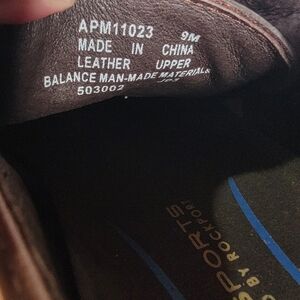 APM11023 9M
MADE IN CHINA
LEATHER UPPER
BALANCE MAN-MADE MATERIALS
503002
SPORTS
BY ROCKPORT